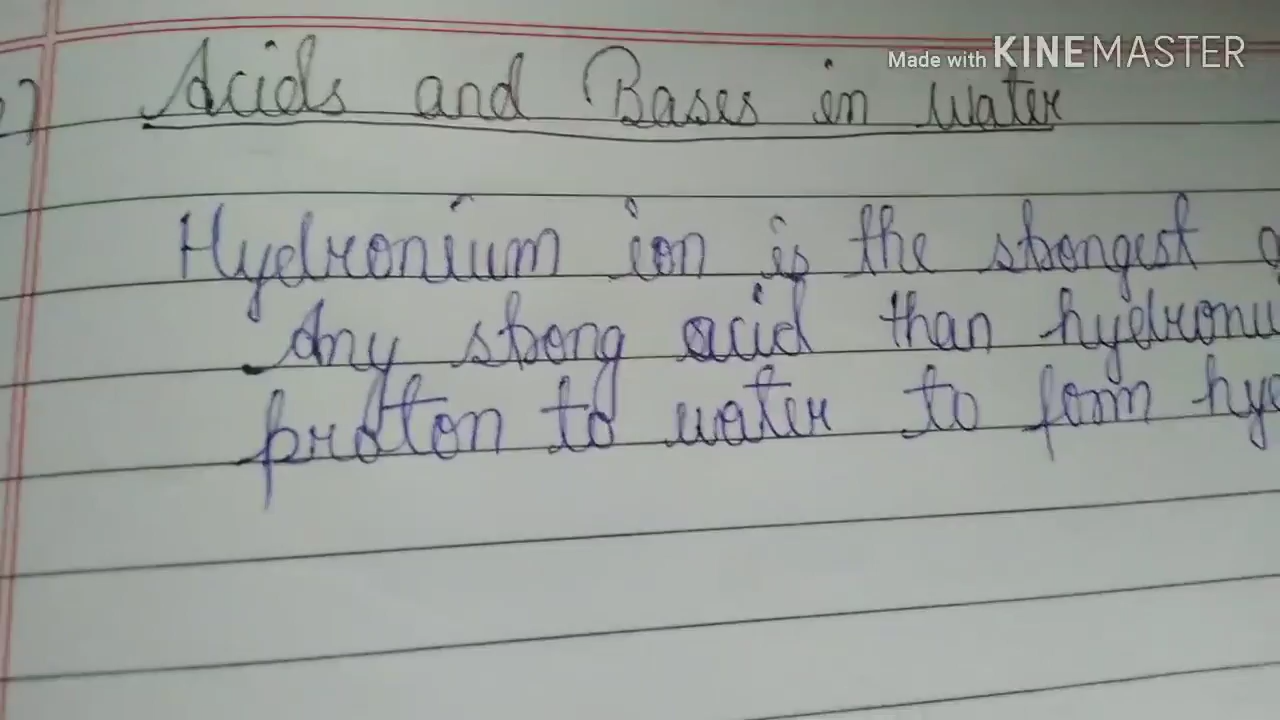 Made with KINEMASTER
Acids and Bases in water
Hydronium ion is the strongest
Any strong acid than hydroniu
proton to water to form hyd